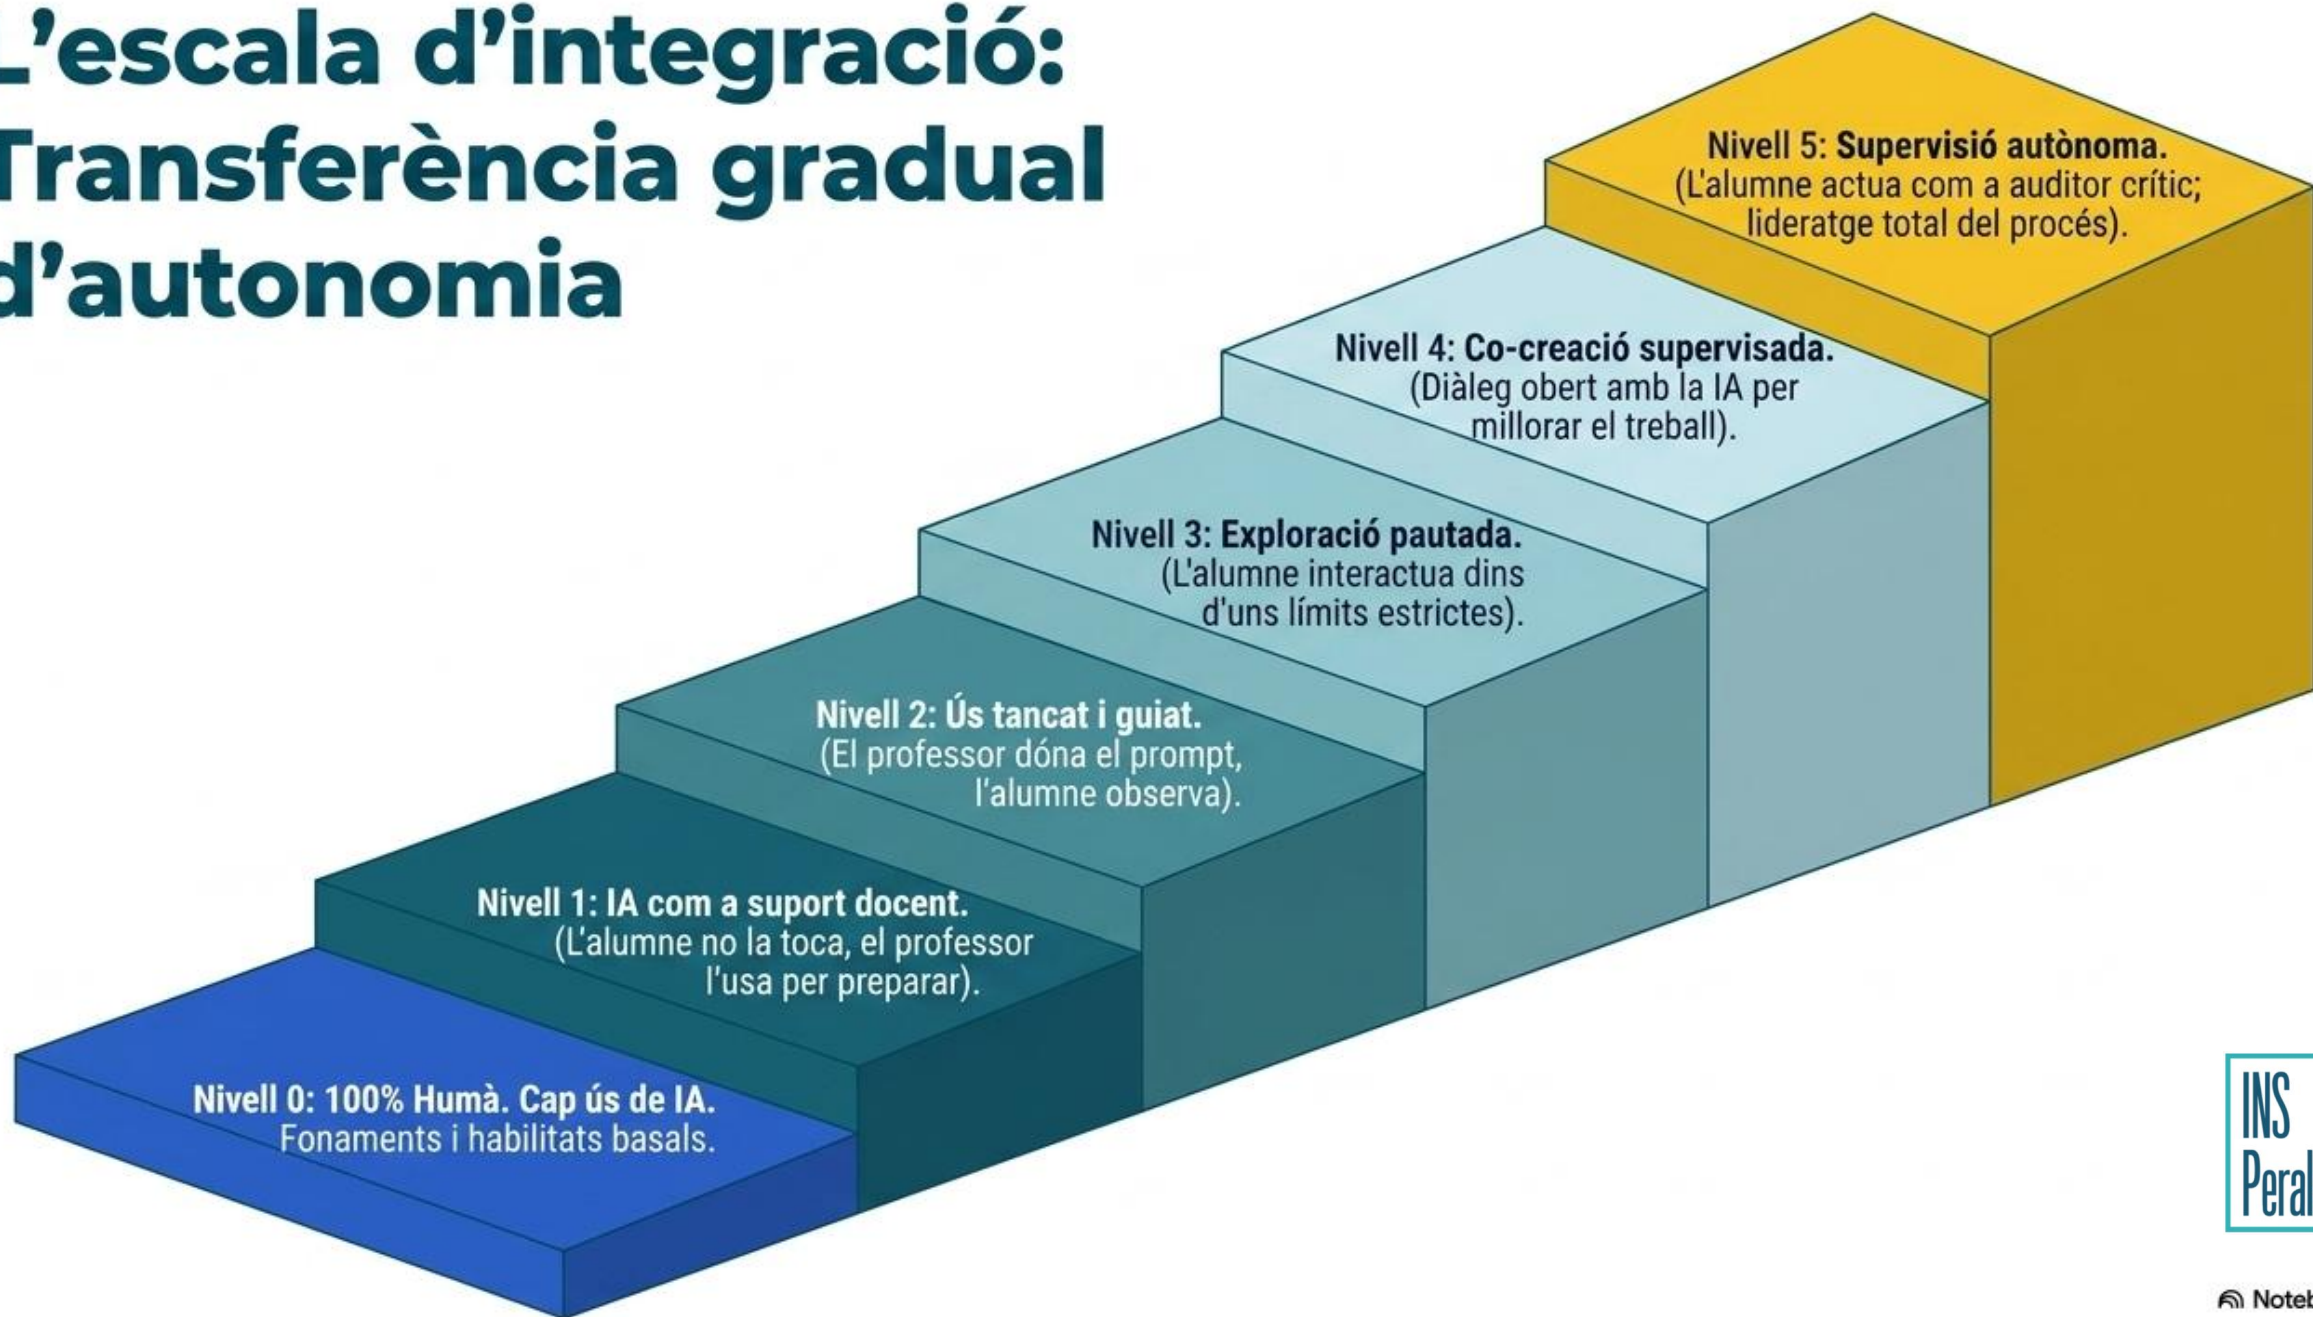 L'escala d'integració:
Transferència gradual
d'autonomia
Nivell 5: Supervisió autònoma.
(L'alumne actua com a auditor crític;
lideratge total del procés).
Nivell 4: Co-creació supervisada.
(Diàleg obert amb la IA per
millorar el treball).
Nivell 3: Exploració pautada.
(L'alumne interactua dins
d'uns límits estrictes).
Nivell 2: Ús tancat i guiat.
(El professor dóna el prompt,
l'alumne observa).
Nivell 1: IA com a suport docent.
(L'alumne no la toca, el professor
l'usa per preparar).
Nivell 0: 100% Humà. Cap ús de IA.
Fonaments i habilitats basals.
INS